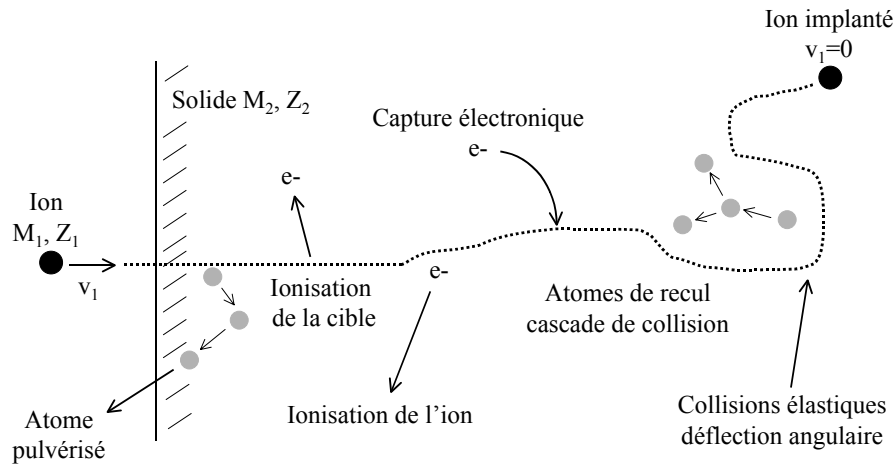 Ion implanté
v1=0
Solide M2, Z2
Capture électronique
e-
e-
Ion
M1, Z1
v1
e-
Ionisation
de la cible
Atomes de recul
cascade de collision
Atome
pulvérisé
Ionisation de l’ion
Collisions élastiques
déflection angulaire